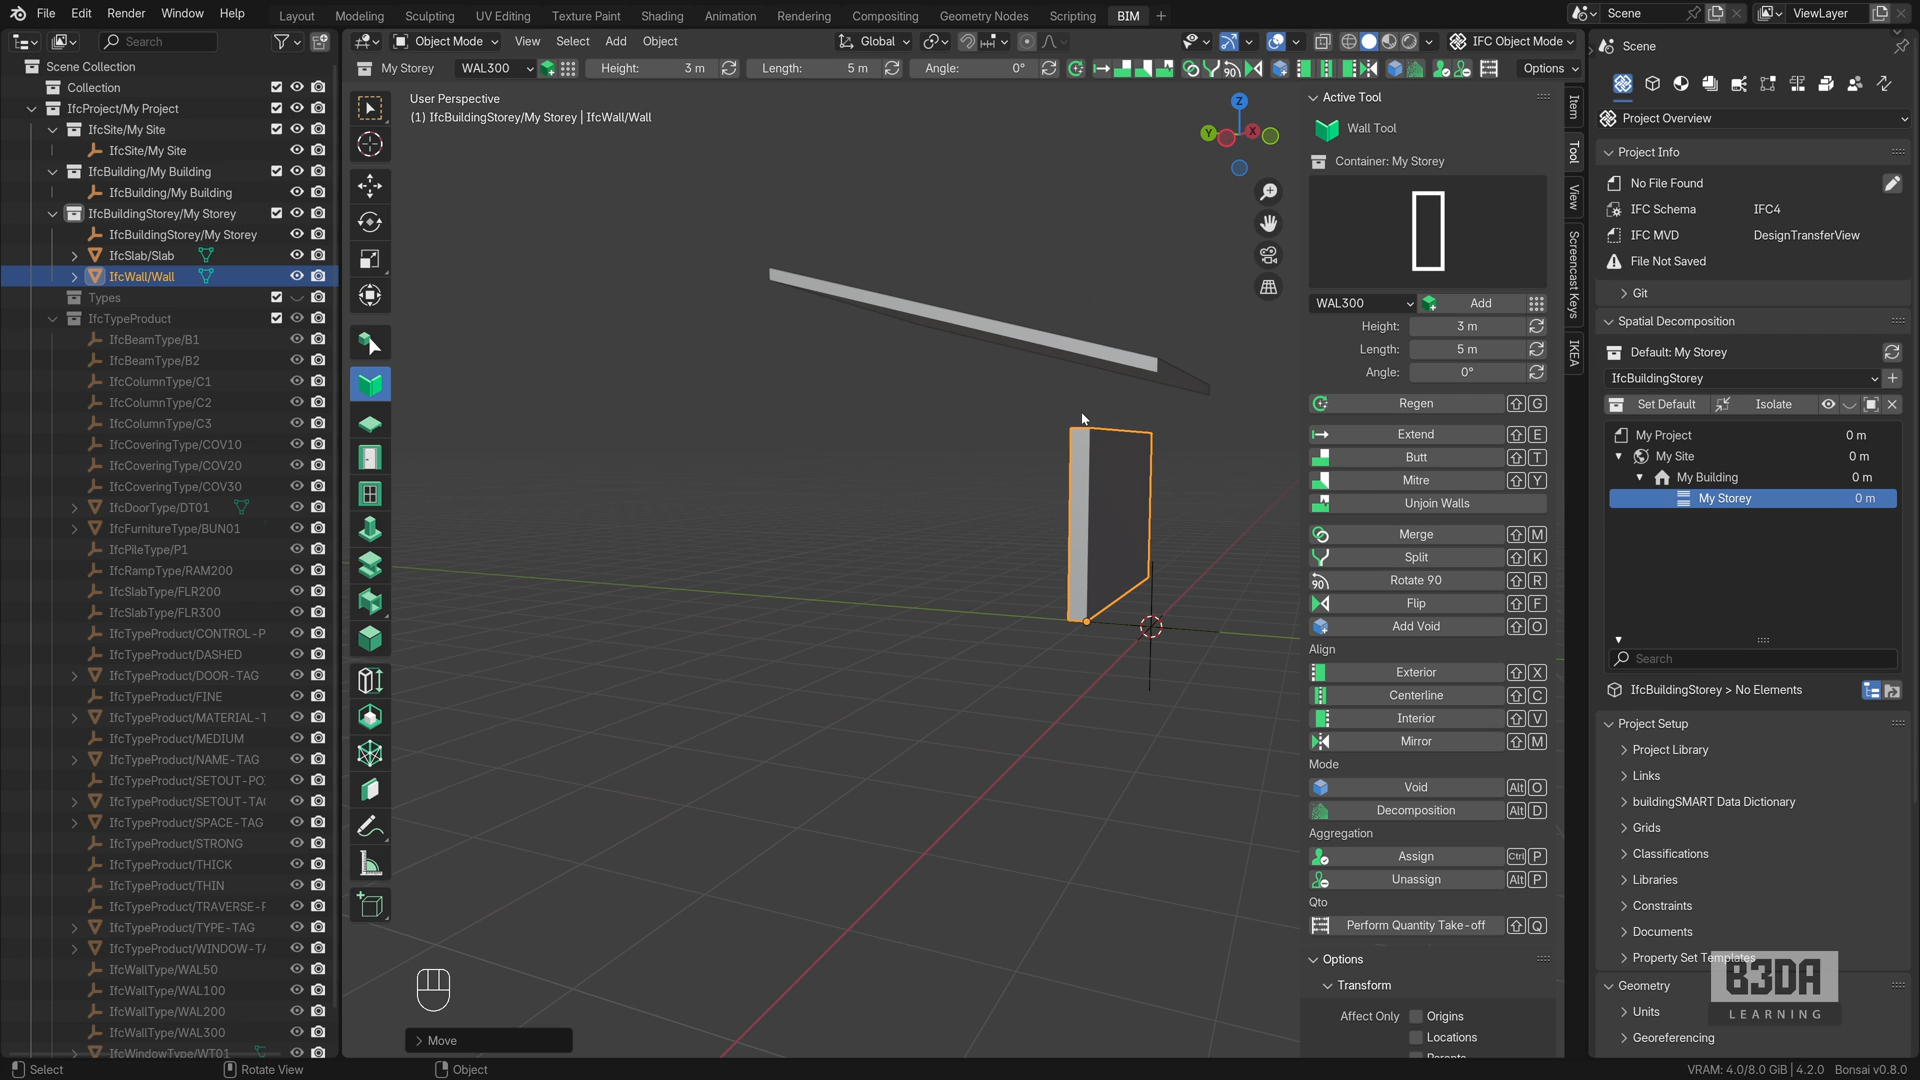 File Edit Render Window Help
Layout Modeling Sculpting UV Editing Texture Paint Shading Animation Rendering Compositing Geometry Nodes Scripting BIM
Scene
ViewLayer
Search
Object Mode View Select Add Object
Global
IFC Object Mode
My Storey WAL300 Height: 3 m Length: 5 m Angle: 0° Options
Scene Collection
Collection
IfcProject/My Project
IfcSite/My Site
IfcSite/My Site
IfcBuilding/My Building
IfcBuilding/My Building
IfcBuildingStorey/My Storey
IfcBuildingStorey/My Storey
IfcSlab/Slab
IfcWall/Wall
Types
IfcTypeProduct
IfcBeamType/B1
IfcBeamType/B2
IfcColumnType/C1
IfcColumnType/C2
IfcColumnType/C3
IfcCoveringType/COV10
IfcCoveringType/COV20
IfcCoveringType/COV30
IfcDoorType/DT01
IfcFurnitureType/BUN01
IfcPileType/P1
IfcRampType/RAM200
IfcSlabType/FLR200
IfcSlabType/FLR300
IfcTypeProduct/CONTROL-P
IfcTypeProduct/DASHED
IfcTypeProduct/DOOR-TAG
IfcTypeProduct/FINE
IfcTypeProduct/MATERIAL-T
IfcTypeProduct/MEDIUM
IfcTypeProduct/NAME-TAG
IfcTypeProduct/SETOUT-PO
IfcTypeProduct/SETOUT-TAG
IfcTypeProduct/SPACE-TAG
IfcTypeProduct/STRONG
IfcTypeProduct/THICK
IfcTypeProduct/THIN
IfcTypeProduct/TRAVERSE-P
IfcTypeProduct/TYPE-TAG
IfcTypeProduct/WINDOW-TA
IfcWallType/WAL50
IfcWallType/WAL100
IfcWallType/WAL200
IfcWallType/WAL300
IfcWindowType/WT01
User Perspective
(1) IfcBuildingStorey/My Storey | IfcWall/Wall
Z
Y
X
Move
Active Tool
Wall Tool
Container: My Storey
WAL300 Add
Height: 3 m
Length: 5 m
Angle: 0°
Regen G
Extend E
Butt T
Mitre Y
Unjoin Walls
Merge M
Split K
90 Rotate 90 R
Flip F
Add Void O
Align
Exterior X
Centerline C
Interior V
Mirror M
Mode
Void Alt O
Decomposition Alt D
Aggregation
Assign Ctrl P
Unassign Alt P
Qto
Perform Quantity Take-off Q
Options
Transform
Affect Only Origins
Locations
Parents
Item
Tool
View
Screencast Keys
IKEA
Scene
Project Overview
Project Info
No File Found
IFC Schema IFC4
IFC MVD DesignTransferView
File Not Saved
Git
Spatial Decomposition
Default: My Storey
IfcBuildingStorey
Set Default Isolate
My Project 0 m
My Site 0 m
My Building 0 m
My Storey 0 m
Search
IfcBuildingStorey > No Elements
Project Setup
Project Library
Links
buildingSMART Data Dictionary
Grids
Classifications
Libraries
Constraints
Documents
Property Set Templates
Geometry
Units
Georeferencing
B3DA
LEARNING
Select Rotate View Object VRAM: 4.0/8.0 GiB | 4.2.0 Bonsai v0.8.0